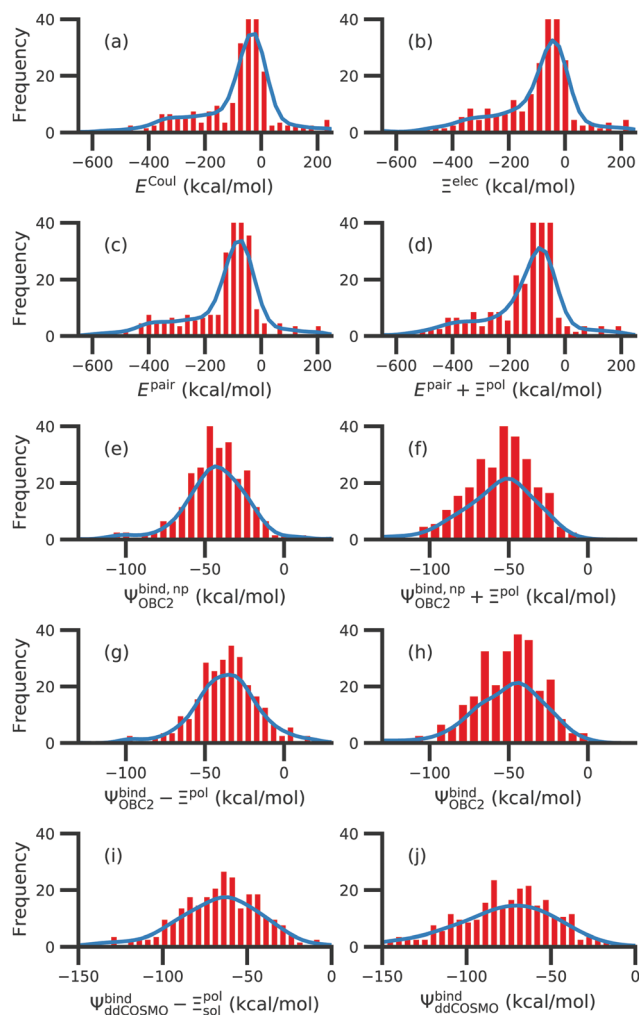 40
20
0
Frequency
(a)
−600
−400
−200
0
200
E^Coul (kcal/mol)
40
20
0
(b)
−600
−400
−200
0
200
Ξ^elec (kcal/mol)
40
20
0
Frequency
(c)
−600
−400
−200
0
200
E^pair (kcal/mol)
40
20
0
(d)
−600
−400
−200
0
200
E^pair + Ξ^pol (kcal/mol)
40
20
0
Frequency
(e)
−100
−50
0
Ψ^bind, np_OBC2 (kcal/mol)
40
20
0
(f)
−100
−50
0
Ψ^bind, np_OBC2 + Ξ^pol (kcal/mol)
40
20
0
Frequency
(g)
−100
−50
0
Ψ^bind_OBC2 − Ξ^pol (kcal/mol)
40
20
0
(h)
−100
−50
0
Ψ^bind_OBC2 (kcal/mol)
40
20
0
Frequency
(i)
−150
−100
−50
0
Ψ^bind_ddCOSMO − Ξ^pol_sol (kcal/mol)
40
20
0
(j)
−150
−100
−50
0
Ψ^bind_ddCOSMO (kcal/mol)